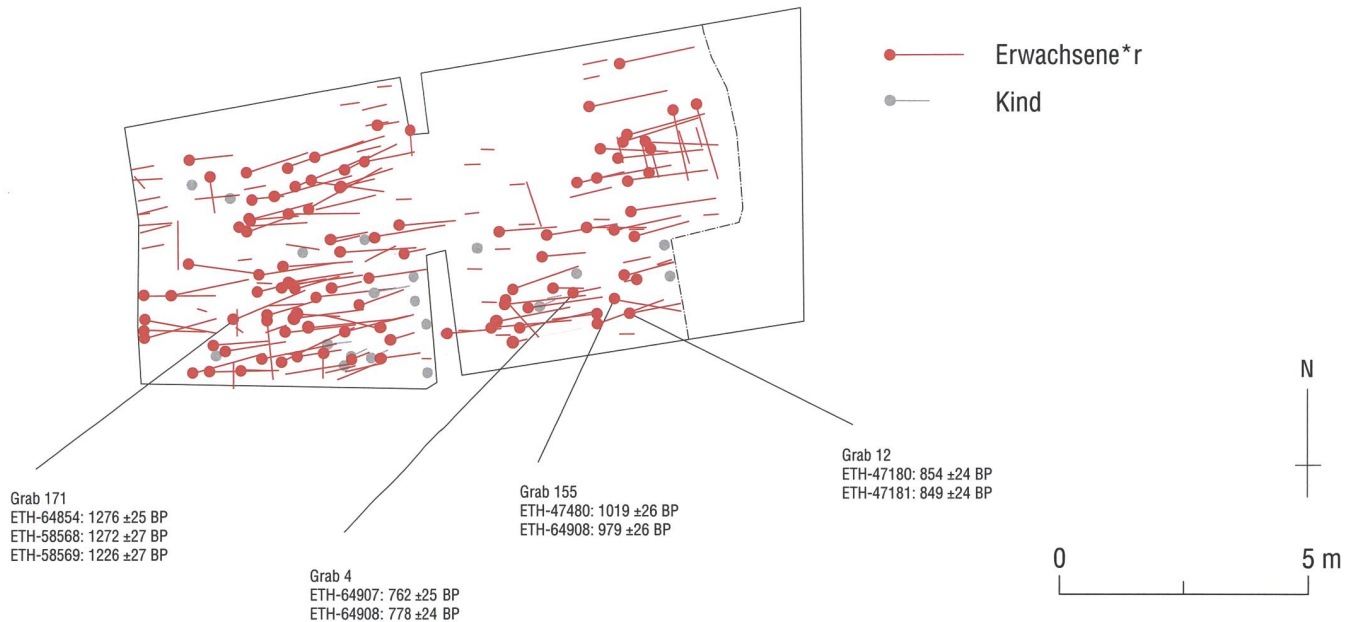 Erwachsene*r
Kind
N
0 5 m
Grab 171
ETH-64854: 1276 ±25 BP
ETH-58568: 1272 ±27 BP
ETH-58569: 1226 ±27 BP
Grab 4
ETH-64907: 762 ±25 BP
ETH-64908: 778 ±24 BP
Grab 155
ETH-47480: 1019 ±26 BP
ETH-64908: 979 ±26 BP
Grab 12
ETH-47180: 854 ±24 BP
ETH-47181: 849 ±24 BP